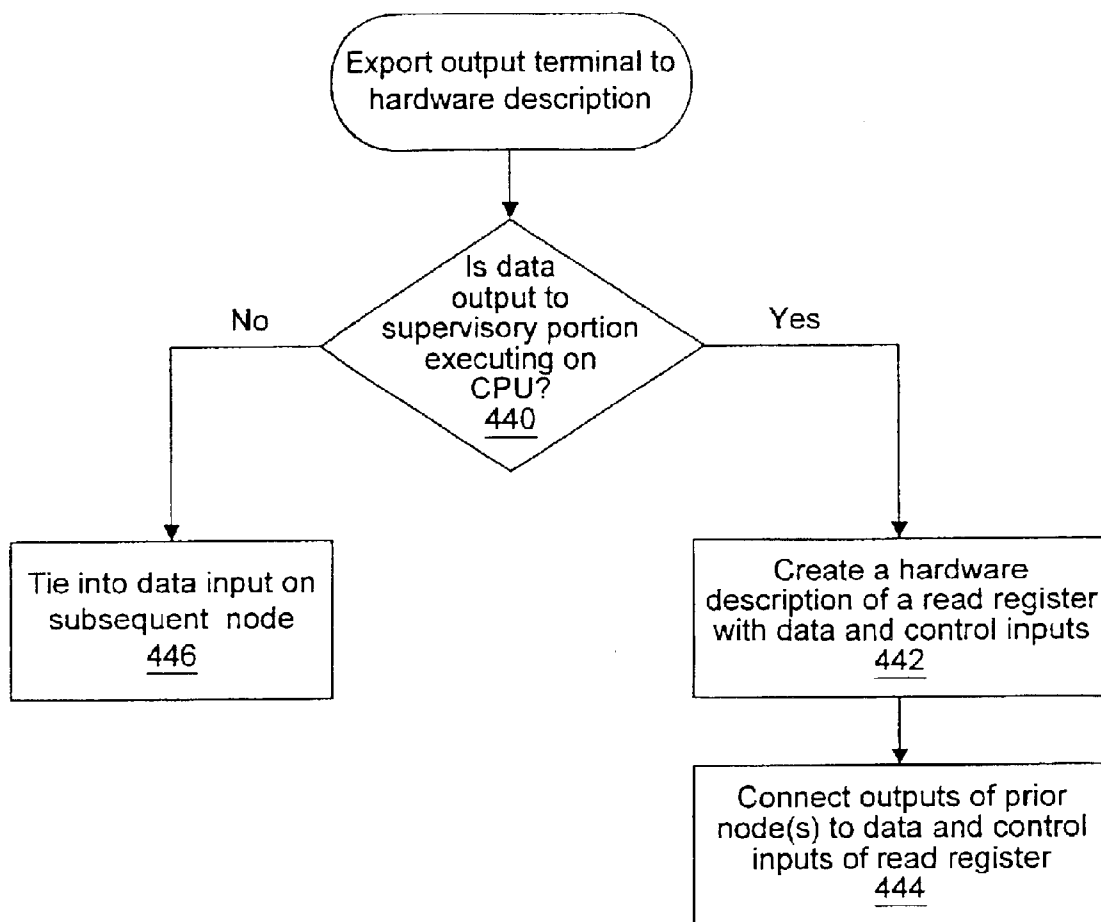 Export output terminal to
hardware description
Is data
output to
supervisory portion
executing on
CPU?
440
No
Yes
Tie into data input on
subsequent node
446
Create a hardware
description of a read register
with data and control inputs
442
Connect outputs of prior
node(s) to data and control
inputs of read register
444